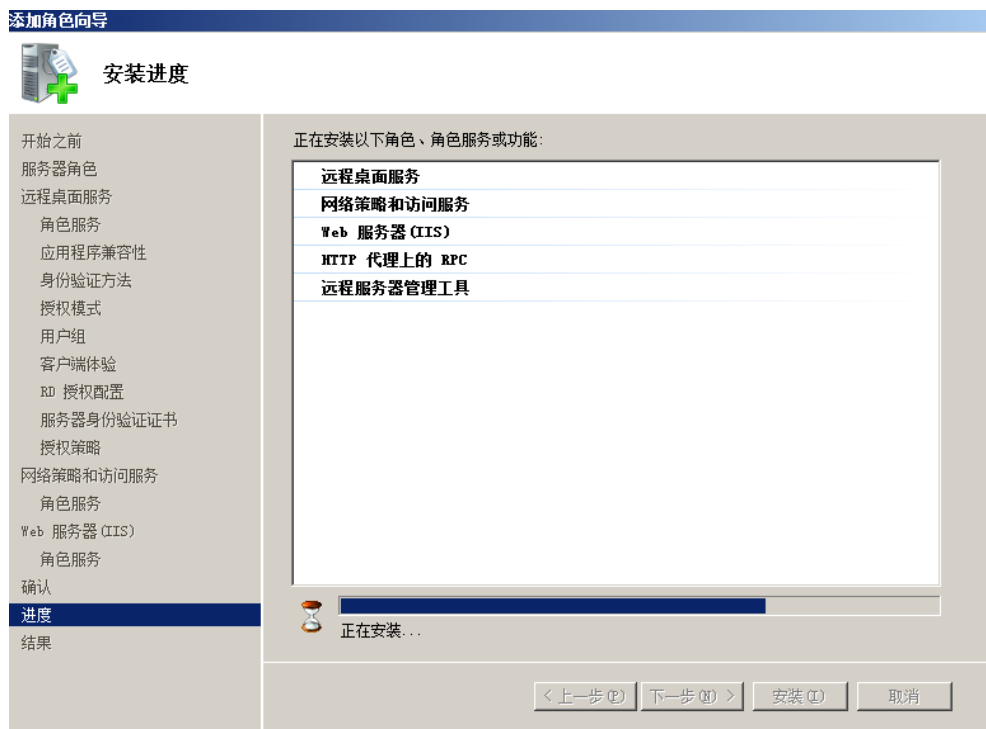 添加角色向导
安装进度
开始之前
服务器角色
远程桌面服务
角色服务
应用程序兼容性
身份验证方法
授权模式
用户组
客户端体验
RD 授权配置
服务器身份验证证书
授权策略
网络策略和访问服务
角色服务
Web 服务器(IIS)
角色服务
确认
进度
结果
正在安装以下角色、角色服务或功能:
远程桌面服务
网络策略和访问服务
Web 服务器(IIS)
HTTP 代理上的 RPC
远程服务器管理工具
正在安装...
< 上一步(P) 下一步(N) > 安装(I) 取消